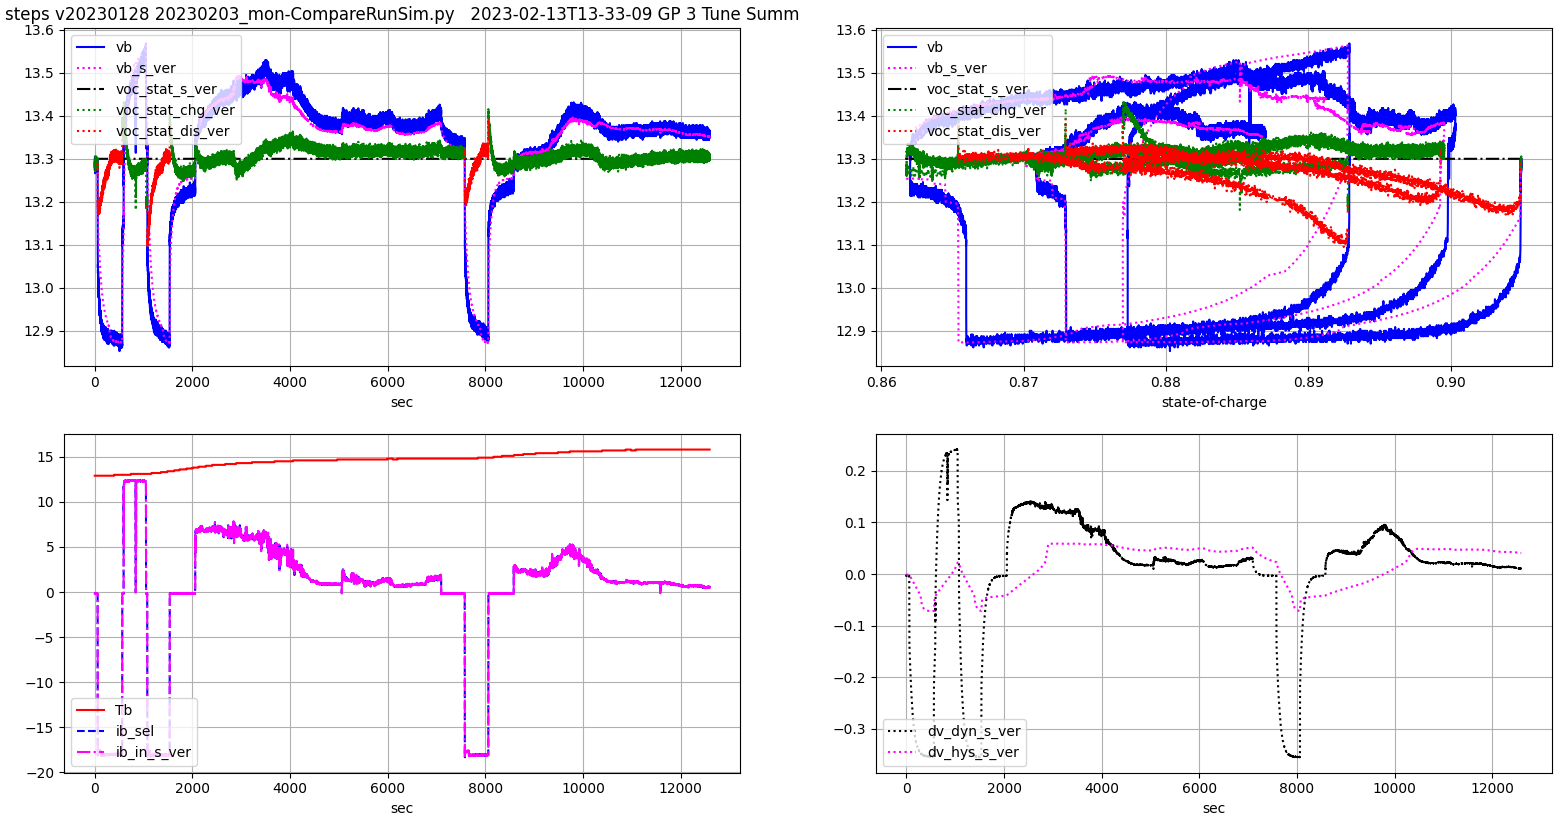 steps v20230128 20230203_mon-CompareRunSim.py   2023-02-13T13-33-09 GP 3 Tune Summ
13.6
13.5
13.4
13.3
13.2
13.1
13.0
12.9
vb
vb_s_ver
voc_stat_s_ver
voc_stat_chg_ver
voc_stat_dis_ver
0 2000 4000 6000 8000 10000 12000
sec
13.6
13.5
13.4
13.3
13.2
13.1
13.0
12.9
vb
vb_s_ver
voc_stat_s_ver
voc_stat_chg_ver
voc_stat_dis_ver
0.86 0.87 0.88 0.89 0.90
state-of-charge
15
10
5
0
−5
−10
−15
−20
Tb
ib_sel
ib_in_s_ver
0 2000 4000 6000 8000 10000 12000
sec
0.2
0.1
0.0
−0.1
−0.2
−0.3
dv_dyn_s_ver
dv_hys_s_ver
0 2000 4000 6000 8000 10000 12000
sec